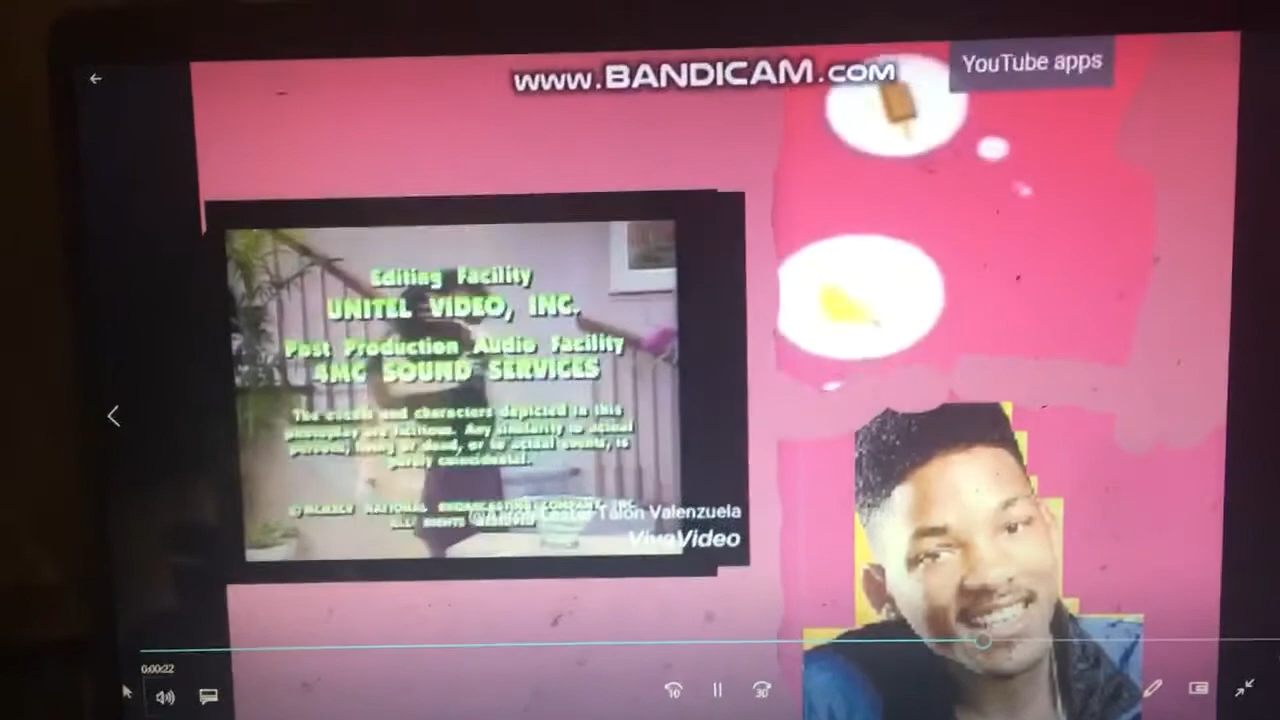 www.BANDICAM.COM
YouTube apps
Editing Facility
UNITEL VIDEO, INC.
Post Production Audio Facility
4MC SOUND SERVICES
The events and characters depicted in this
photoplay are fictitious. Any similarity to actual
persons, living or dead, or to actual events, is
purely coincidental.
NATIONAL BROADCASTING COMPANY, INC.
ALL RIGHTS RESERVED
Talon Valenzuela
VivaVideo
0:00:22
10
30